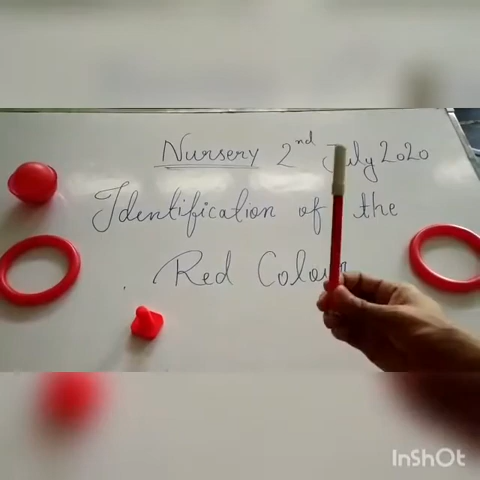 Nursery 2nd July 2020
Identification of the
Red Colour
InShOt